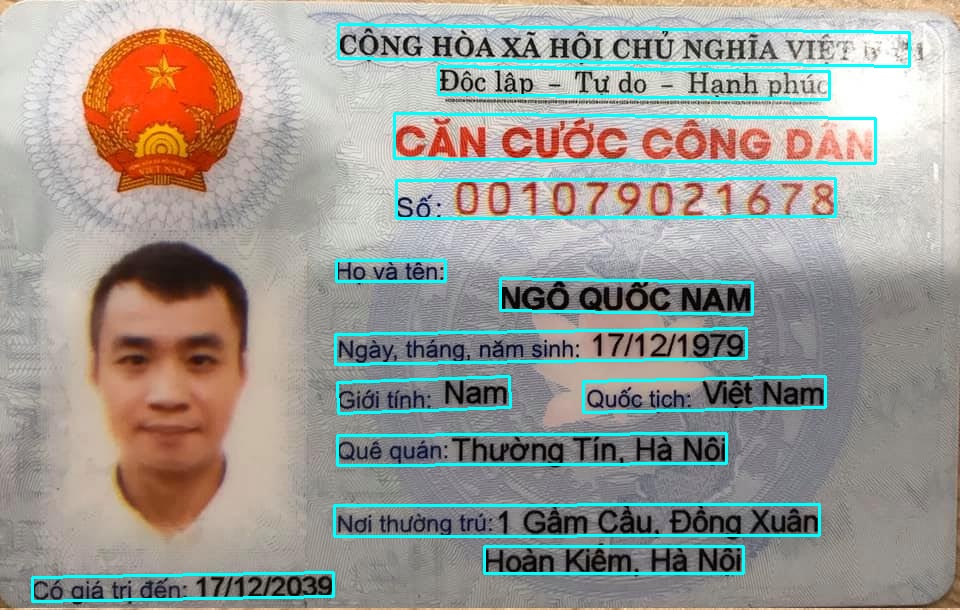 CỘNG HÒA XÃ HỘI CHỦ NGHĨA VIỆT
Độc lập – Tự do – Hạnh phúc
CĂN CƯỚC CÔNG DÂN
Số: 001079021678
Họ và tên:
NGÔ QUỐC NAM
Ngày, tháng, năm sinh: 17/12/1979
Giới tính: Nam Quốc tịch: Việt Nam
Quê quán: Thường Tín, Hà Nội
Nơi thường trú: 1 Gầm Cầu, Đồng Xuân
Hoàn Kiếm, Hà Nội
Có giá trị đến: 17/12/2039
VIỆT NAM